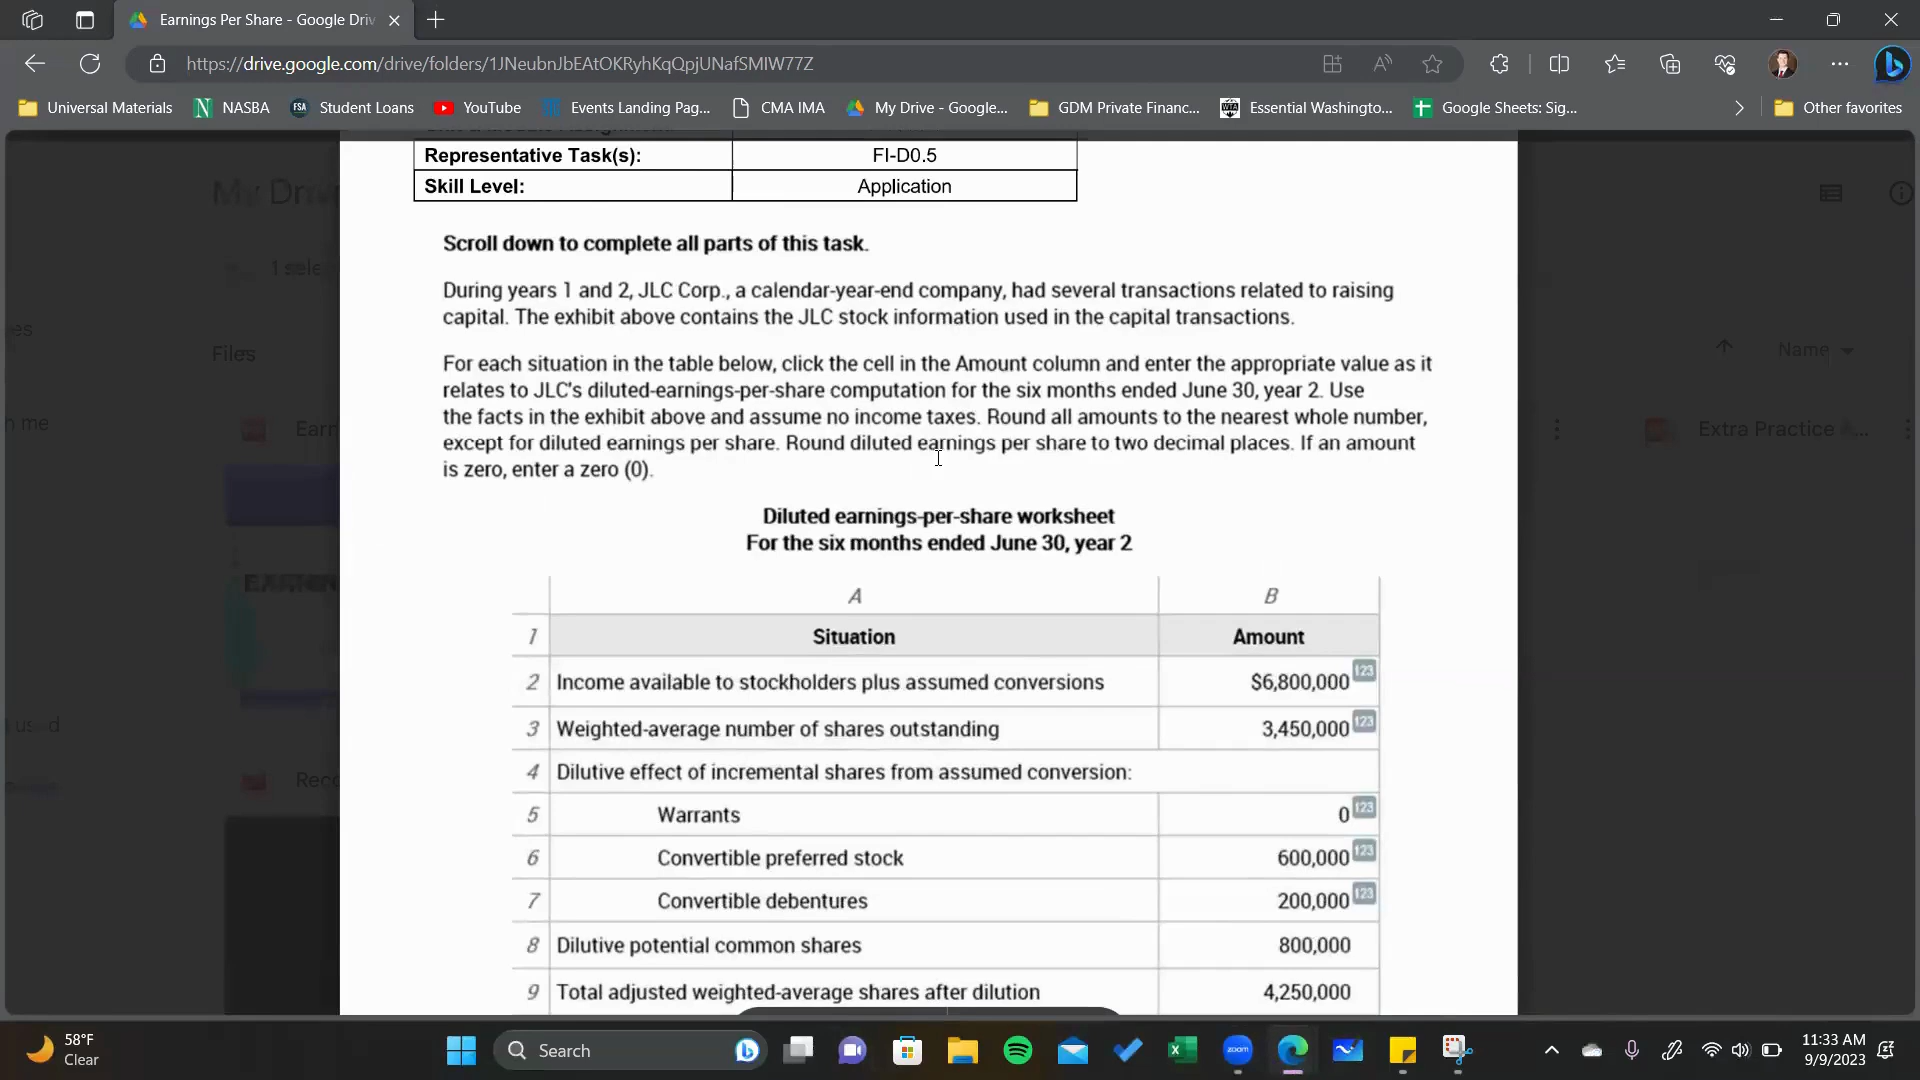 Earnings Per Share - Google Driv
https://drive.google.com/drive/folders/1JNeubnJbEAtOKRyhKqQpjUNafSMIW77Z
Universal Materials
NASBA
FSA
Student Loans
YouTube
Events Landing Pag...
CMA IMA
My Drive - Google...
GDM Private Financ...
WTA
Essential Washingto...
Google Sheets: Sig...
Other favorites
Representative Task(s): FI-D0.5
Skill Level: Application
My Driv
1 sele
Files
Name
Extra Practice A...
Scroll down to complete all parts of this task.
During years 1 and 2, JLC Corp., a calendar-year-end company, had several transactions related to raising
capital. The exhibit above contains the JLC stock information used in the capital transactions.
For each situation in the table below, click the cell in the Amount column and enter the appropriate value as it
relates to JLC's diluted-earnings-per-share computation for the six months ended June 30, year 2. Use
the facts in the exhibit above and assume no income taxes. Round all amounts to the nearest whole number,
except for diluted earnings per share. Round diluted earnings per share to two decimal places. If an amount
is zero, enter a zero (0).
Diluted earnings-per-share worksheet
For the six months ended June 30, year 2
A B
1 Situation Amount
2 Income available to stockholders plus assumed conversions $6,800,000 123
3 Weighted-average number of shares outstanding 3,450,000 123
4 Dilutive effect of incremental shares from assumed conversion:
5 Warrants 0 123
6 Convertible preferred stock 600,000 123
7 Convertible debentures 200,000 123
8 Dilutive potential common shares 800,000
9 Total adjusted weighted-average shares after dilution 4,250,000
58°F
Clear
Search
zoom
11:33 AM
9/9/2023